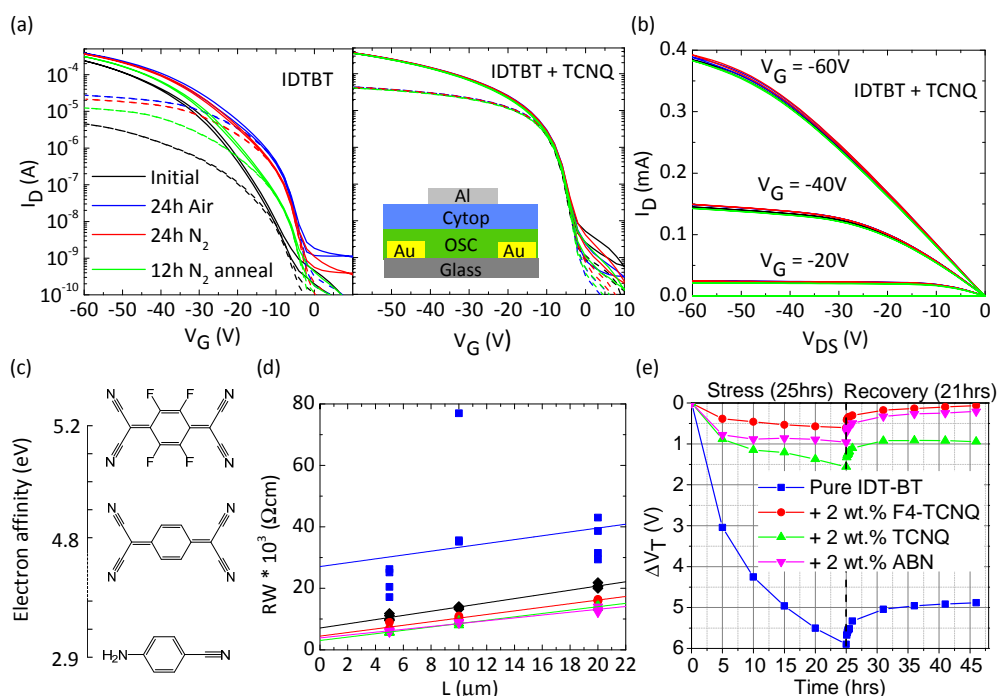 (a)
10⁻⁴
10⁻⁵
10⁻⁶
10⁻⁷
10⁻⁸
10⁻⁹
10⁻¹⁰
I_D (A)
IDTBT
Initial
24h Air
24h N₂
12h N₂ anneal
-60 -50 -40 -30 -20 -10 0
V_G (V)
IDTBT + TCNQ
Al
Cytop
Au
OSC
Au
Glass
-50 -40 -30 -20 -10 0 10
V_G (V)
(b)
0.4
0.3
0.2
0.1
0.0
I_D (mA)
V_G = -60V
IDTBT + TCNQ
V_G = -40V
V_G = -20V
-60 -50 -40 -30 -20 -10 0
V_DS (V)
(c)
Electron affinity (eV)
5.2
4.8
2.9
N N
F F
F F
N N
N N
N N
H₂N N
(d)
80
60
40
20
0
RW * 10³ (Ωcm)
0 2 4 6 8 10 12 14 16 18 20 22
L (μm)
(e)
0
1
2
3
4
5
6
ΔV_T (V)
Stress (25hrs)
Recovery (21hrs)
Pure IDT-BT
+ 2 wt.% F4-TCNQ
+ 2 wt.% TCNQ
+ 2 wt.% ABN
0 5 10 15 20 25 30 35 40 45
Time (hrs)